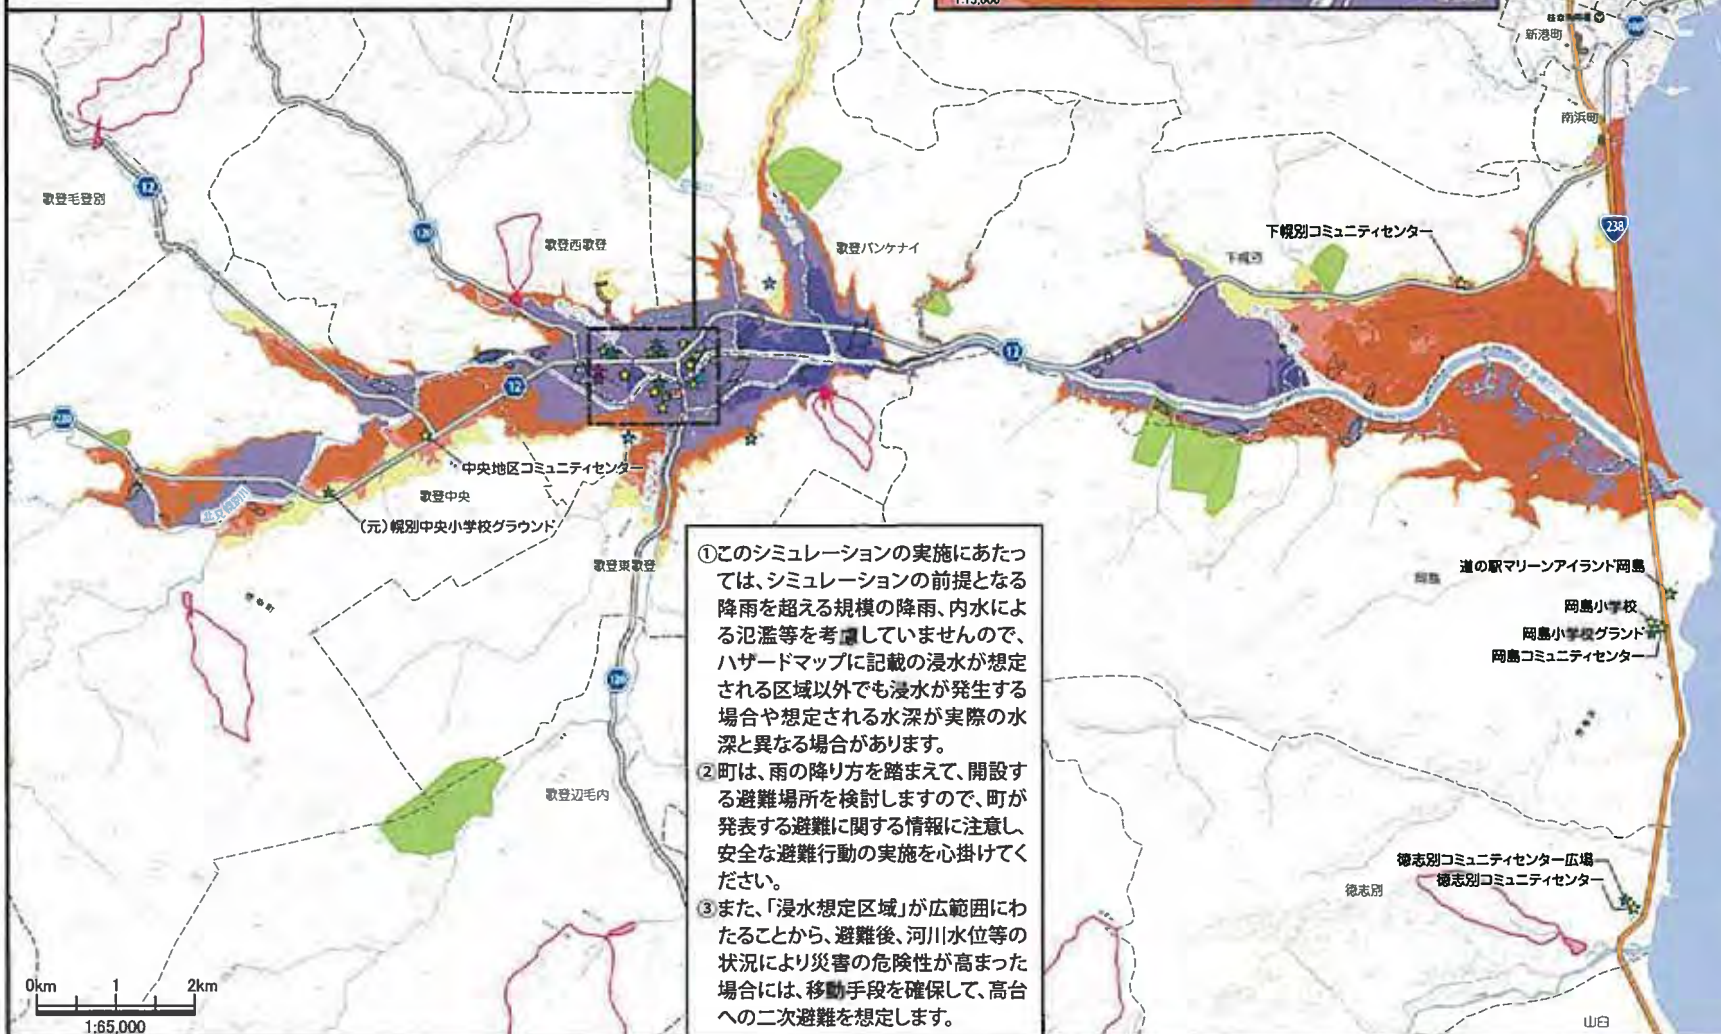 1:15,000
新港町
南浜町
238
歌登毛登別
12
120
歌登西歌登
歌登パンケナイ
下幌別コミュニティセンター
下幌別
12
12
220
中央地区コミュニティセンター
歌登中央
北見幌別川
(元)幌別中央小学校グラウンド
歌登東歌登
120
歌登辺毛内
①このシミュレーションの実施にあたっ
ては、シミュレーションの前提となる
降雨を超える規模の降雨、内水によ
る氾濫等を考慮していませんので、
ハザードマップに記載の浸水が想定
される区域以外でも浸水が発生する
場合や想定される水深が実際の水
深と異なる場合があります。
②町は、雨の降り方を踏まえて、開設す
る避難場所を検討しますので、町が
発表する避難に関する情報に注意し、
安全な避難行動の実施を心掛けてく
ださい。
③また、「浸水想定区域」が広範囲にわ
たることから、避難後、河川水位等の
状況により災害の危険性が高まった
場合には、移動手段を確保して、高台
への二次避難を想定します。
岡島
道の駅マリーンアイランド岡島
岡島小学校
岡島小学校グランド
岡島コミュニティセンター
徳志別コミュニティセンター広場
徳志別コミュニティセンター
徳志別
山臼
0km 1 2km
1:65,000